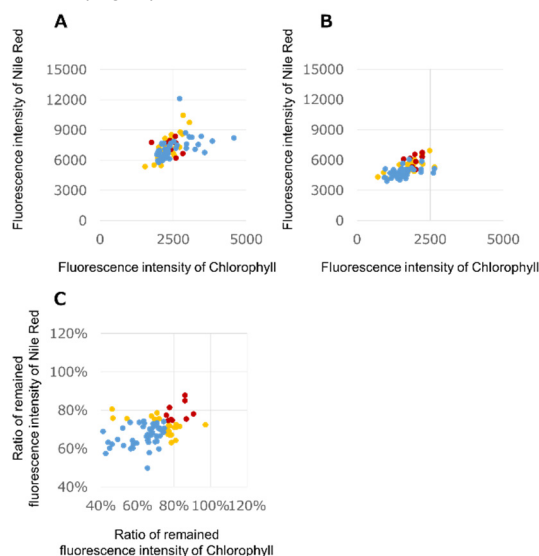 A
B
Fluorescence intensity of Nile Red
15000
12000
9000
6000
3000
0
0 2500 5000
Fluorescence intensity of Chlorophyll
Fluorescence intensity of Nile Red
15000
12000
9000
6000
3000
0
0 2500 5000
Fluorescence intensity of Chlorophyll
C
Ratio of remained
fluorescence intensity of Nile Red
120%
100%
80%
60%
40%
40% 60% 80% 100%120%
Ratio of remained
fluorescence intensity of Chlorophyll